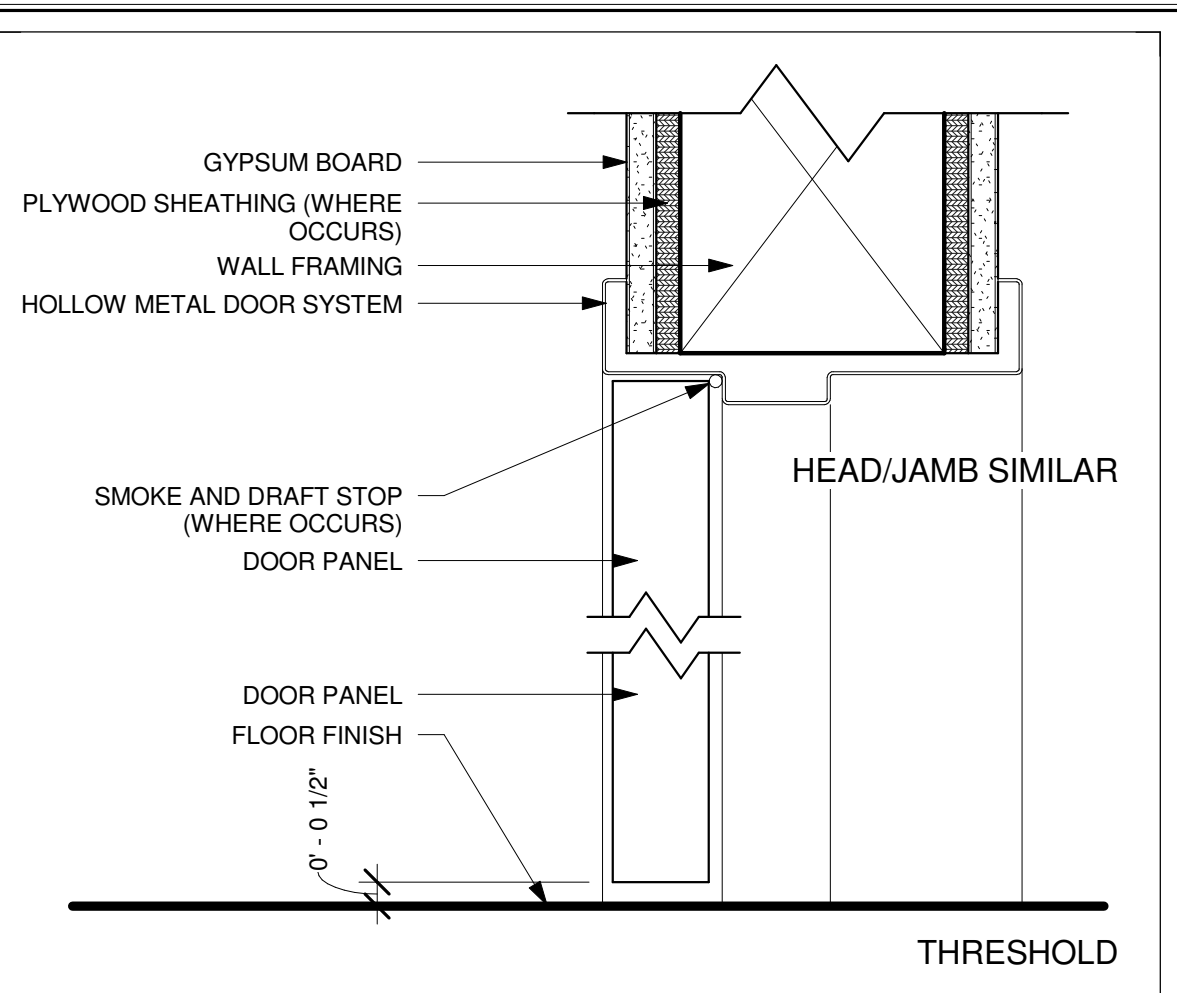 GYPSUM BOARD
PLYWOOD SHEATHING (WHERE
OCCURS)
WALL FRAMING
HOLLOW METAL DOOR SYSTEM
HEAD/JAMB SIMILAR
SMOKE AND DRAFT STOP
(WHERE OCCURS)
DOOR PANEL
DOOR PANEL
FLOOR FINISH
0' - 0 1/2"
THRESHOLD